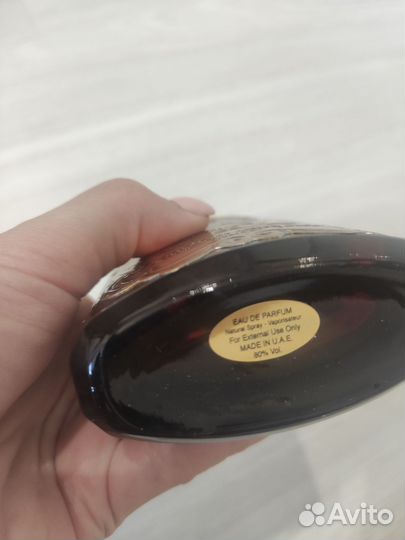 EAU DE PARFUM
Natural Spray - Vaporisateur
For External Use Only
MADE IN U.A.E.
80% Vol.
Avito